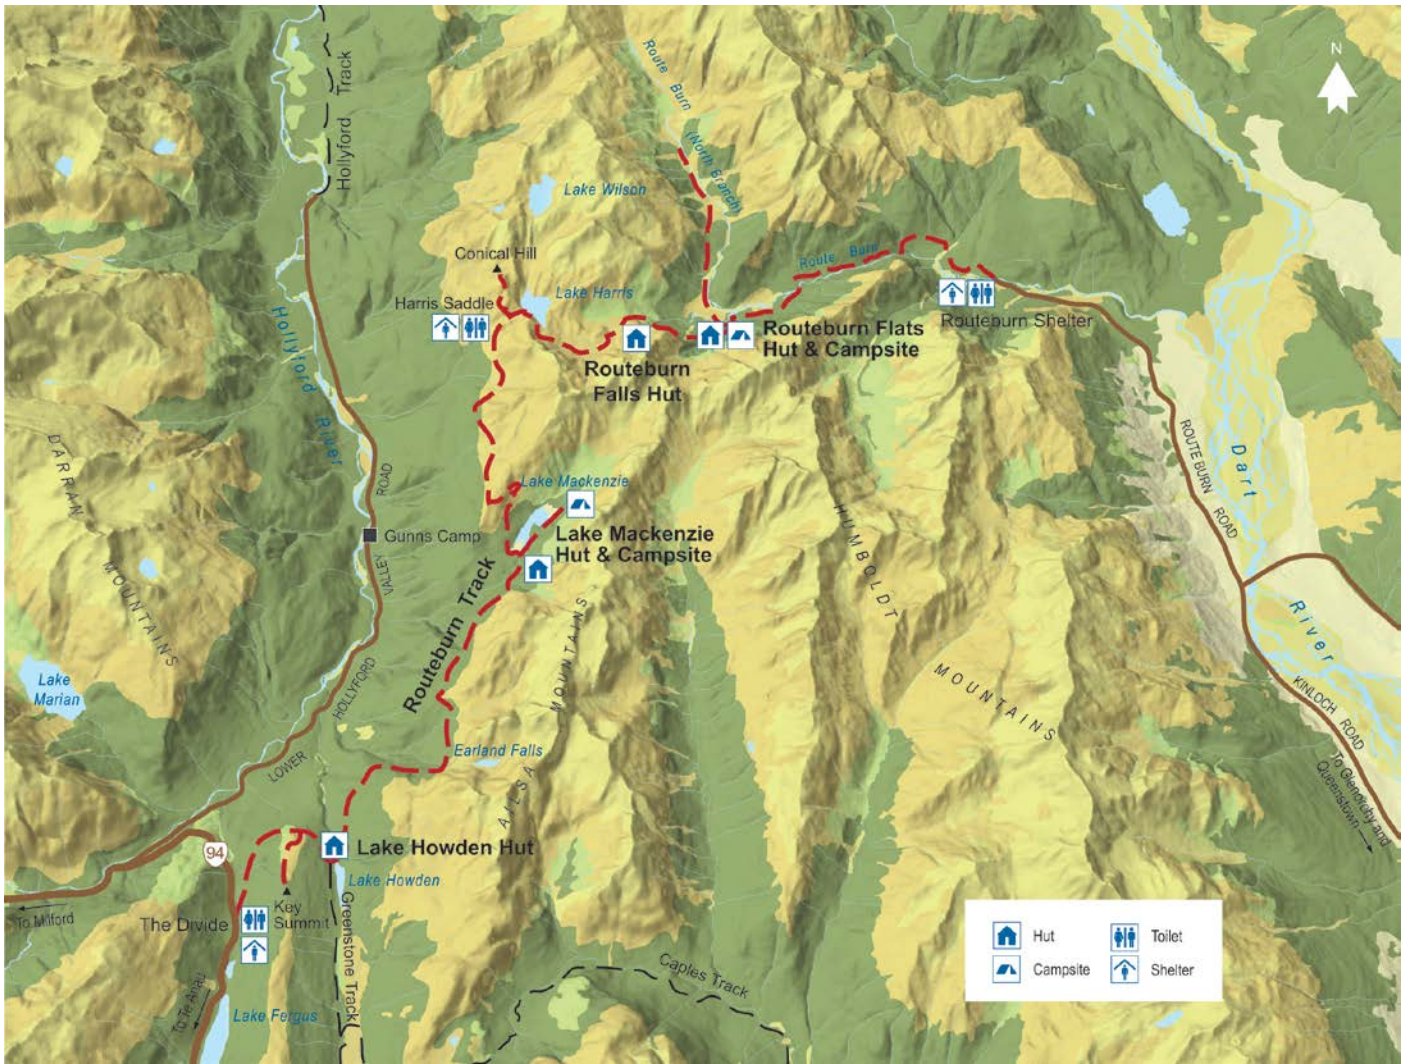 N
Hollyford Track
Route Burn
(North Branch)
Lake Wilson
Conical Hill
Lake Harris
Harris Saddle
Route Burn
Routeburn Shelter
Routeburn Flats
Hut & Campsite
Routeburn
Falls Hut
Hollyford River
DARRAN
MOUNTAINS
ROUTEBURN
ROAD
Dart
River
Lake Mackenzie
Lake Mackenzie
Hut & Campsite
Gunns Camp
LOWER HOLLYFORD VALLEY ROAD
HUMBOLDT
MOUNTAINS
Routeburn Track
AILSA MOUNTAINS
Lake
Marian
KINLOCH ROAD
To Glenorchy and
Queenstown
Earland Falls
94
Lake Howden Hut
Lake Howden
Key
Summit
The Divide
To Milford
To Te Anau
Lake Fergus
Greenstone Track
Caples Track
Hut
Toilet
Campsite
Shelter